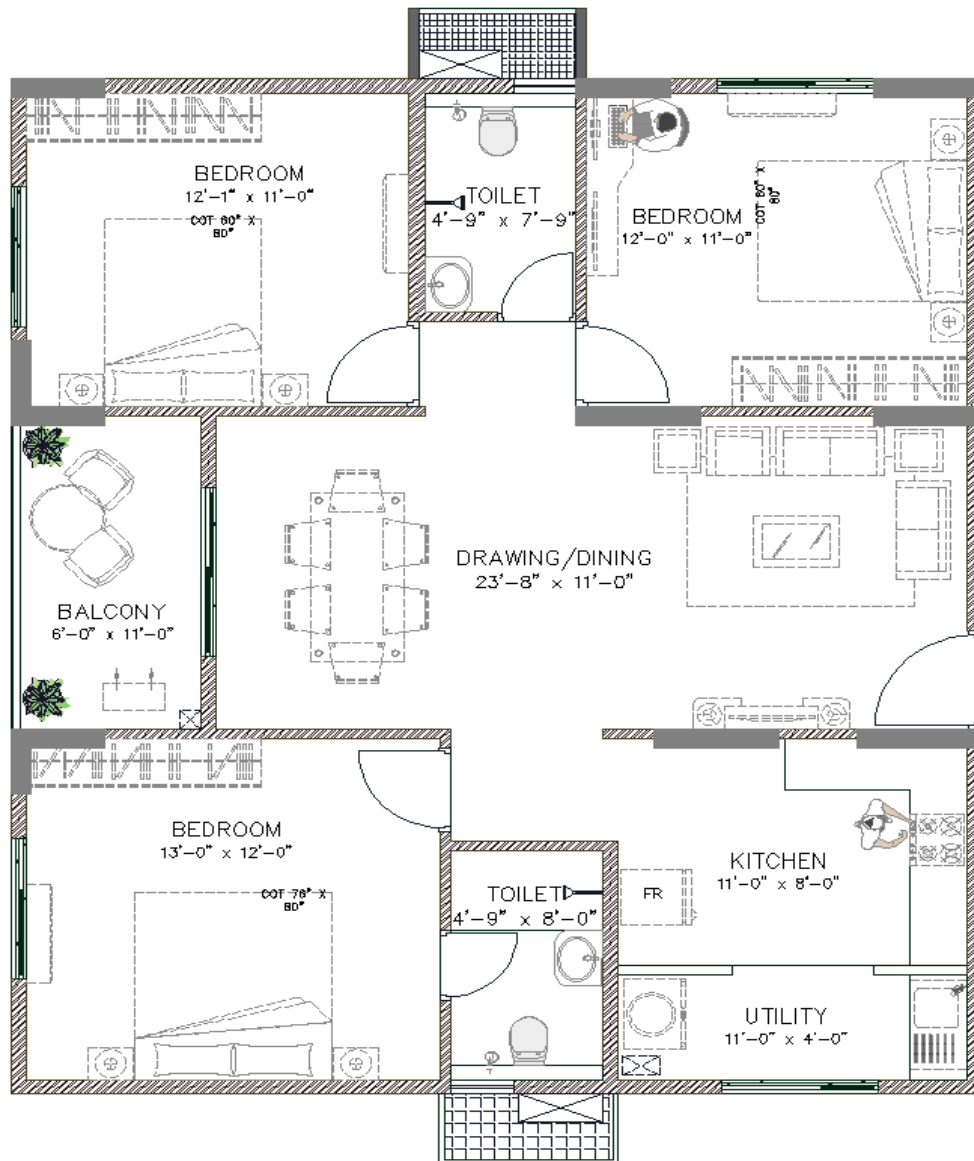 BEDROOM
12'-1" x 11'-0"
COT 60" X
80"
TOILET
4'-9" x 7'-9"
BEDROOM
12'-0" x 11'-0"
COT 60" X
80"
DRAWING/DINING
23'-8" x 11'-0"
BALCONY
6'-0" x 11'-0"
BEDROOM
13'-0" x 12'-0"
COT 76" X
80"
TOILET
4'-9" x 8'-0"
KITCHEN
11'-0" x 8'-0"
FR
UTILITY
11'-0" x 4'-0"